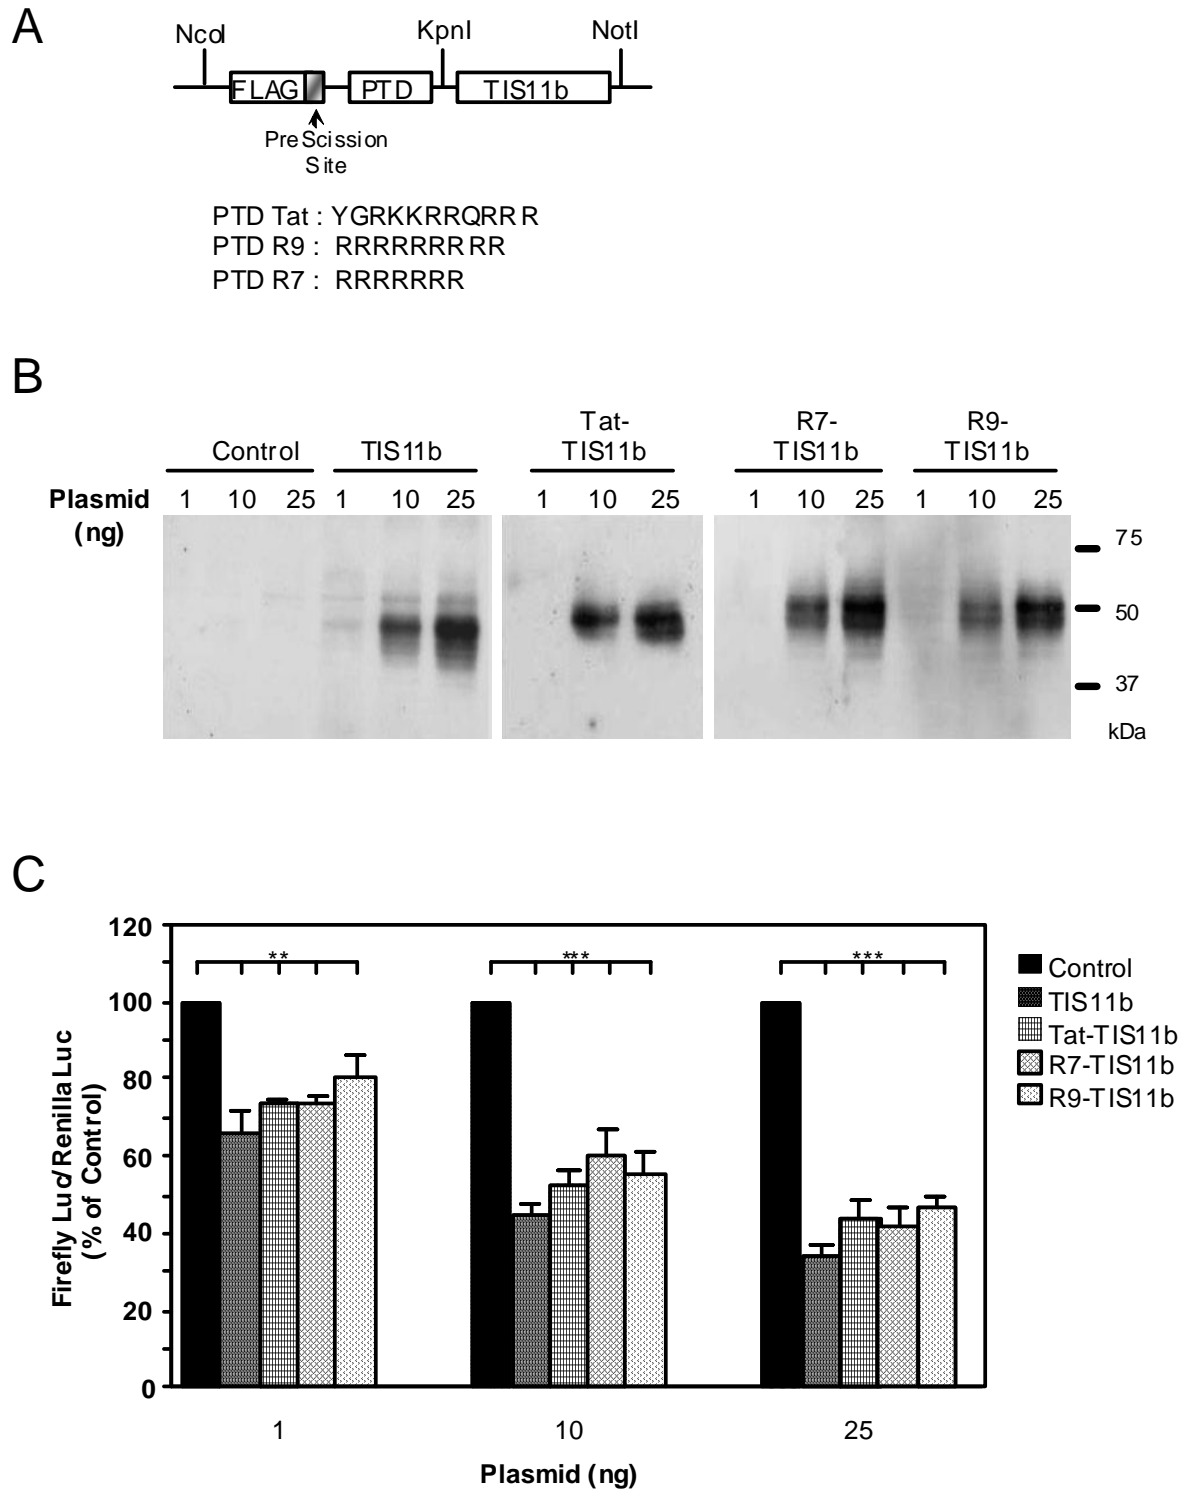 A
NcoI KpnI NotI
FLAG PTD TIS11b
PreScission
Site
PTD Tat : YGRKKRRQRRR
PTD R9 : RRRRRRRRR
PTD R7 : RRRRRRR
B
Control TIS11b Tat-TIS11b R7-TIS11b R9-TIS11b
Plasmid (ng) 1 10 25 1 10 25 1 10 25 1 10 25 1 10 25
75
50
37
kDa
C
120
100
80
60
40
20
0
Firefly Luc/Renilla Luc
(% of Control)
** *** ***
Control
TIS11b
Tat-TIS11b
R7-TIS11b
R9-TIS11b
1 10 25
Plasmid (ng)